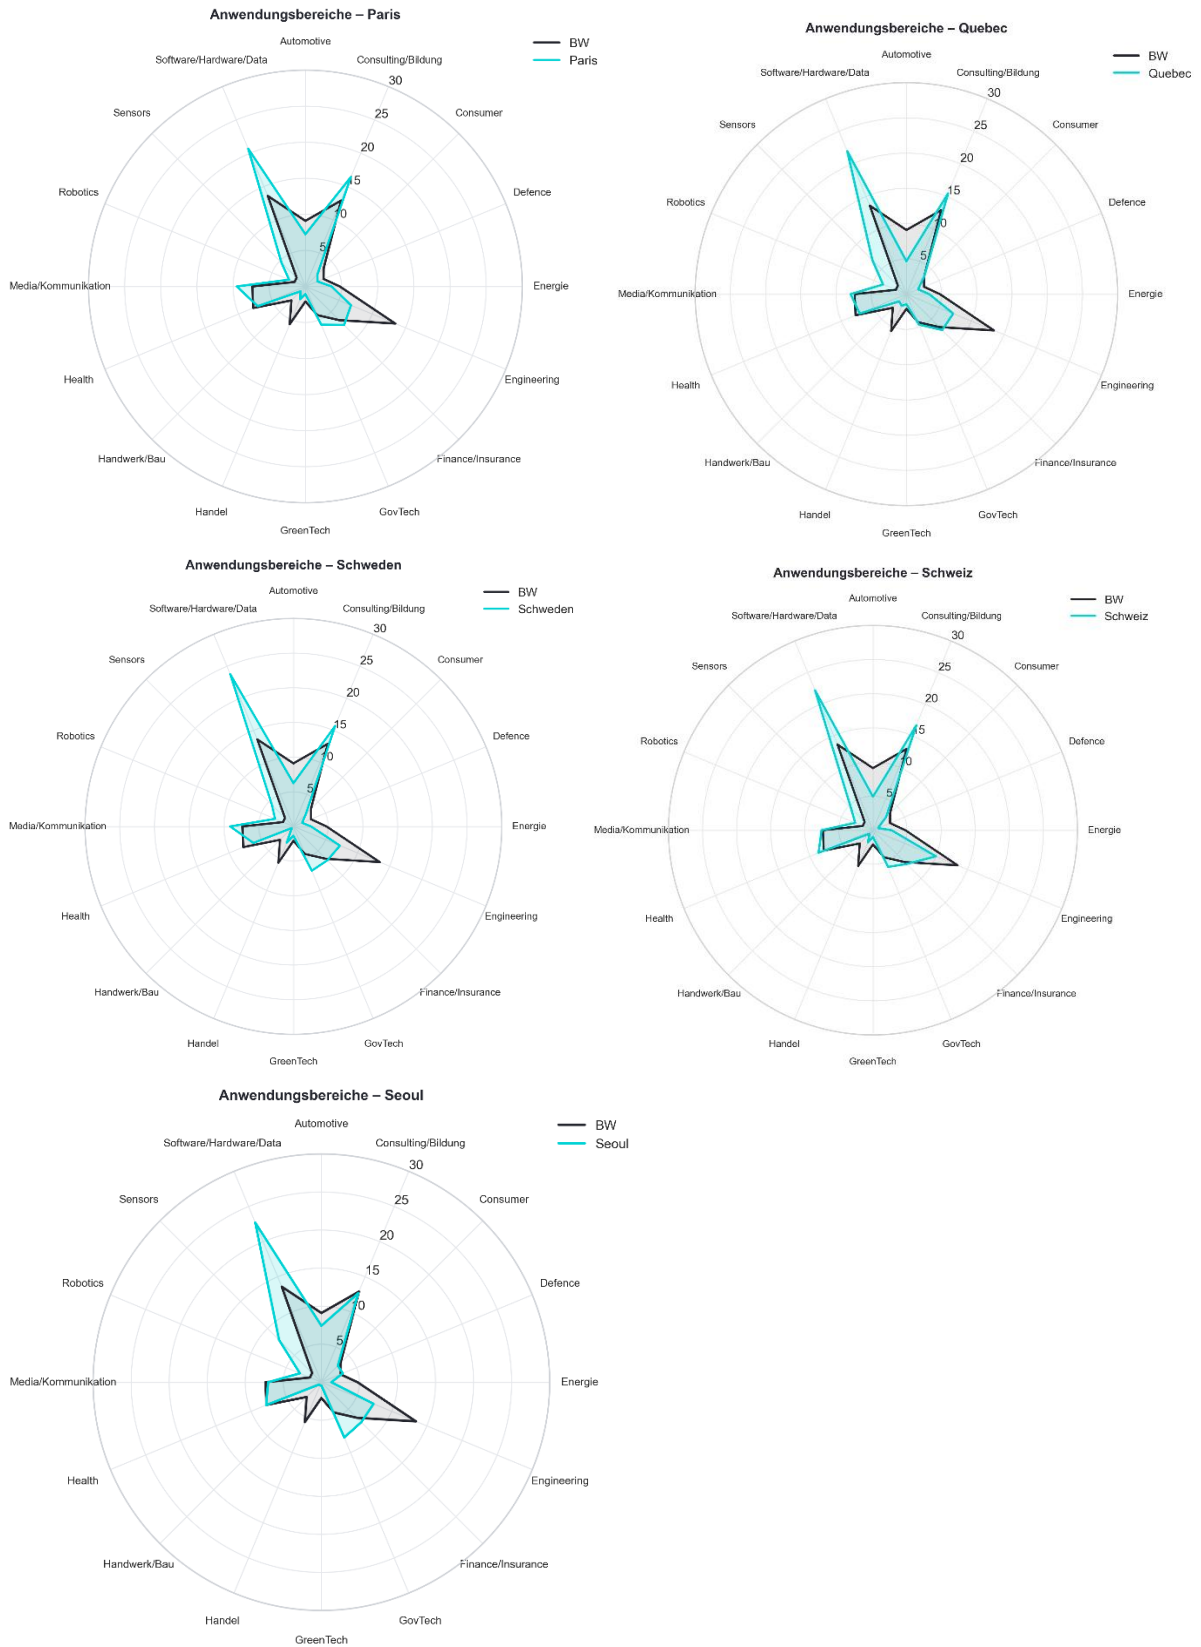 Anwendungsbereiche – Paris
BW
Paris
Automotive
Software/Hardware/Data
Consulting/Bildung
30
Sensors
Consumer
25
20
Robotics
Defence
15
10
5
Media/Kommunikation
Energie
Health
Engineering
Handwerk/Bau
Finance/Insurance
Handel
GovTech
GreenTech
Anwendungsbereiche – Quebec
BW
Quebec
Automotive
Software/Hardware/Data
Consulting/Bildung
30
Sensors
Consumer
25
20
Robotics
Defence
15
10
5
Media/Kommunikation
Energie
Health
Engineering
Handwerk/Bau
Finance/Insurance
Handel
GovTech
GreenTech
Anwendungsbereiche – Schweden
BW
Schweden
Automotive
Software/Hardware/Data
Consulting/Bildung
30
Sensors
Consumer
25
20
Robotics
Defence
15
10
5
Media/Kommunikation
Energie
Health
Engineering
Handwerk/Bau
Finance/Insurance
Handel
GovTech
GreenTech
Anwendungsbereiche – Schweiz
BW
Schweiz
Automotive
Software/Hardware/Data
Consulting/Bildung
30
Sensors
Consumer
25
20
Robotics
Defence
15
10
5
Media/Kommunikation
Energie
Health
Engineering
Handwerk/Bau
Finance/Insurance
Handel
GovTech
GreenTech
Anwendungsbereiche – Seoul
BW
Seoul
Automotive
Software/Hardware/Data
Consulting/Bildung
30
Sensors
Consumer
25
20
Robotics
Defence
15
10
5
Media/Kommunikation
Energie
Health
Engineering
Handwerk/Bau
Finance/Insurance
Handel
GovTech
GreenTech